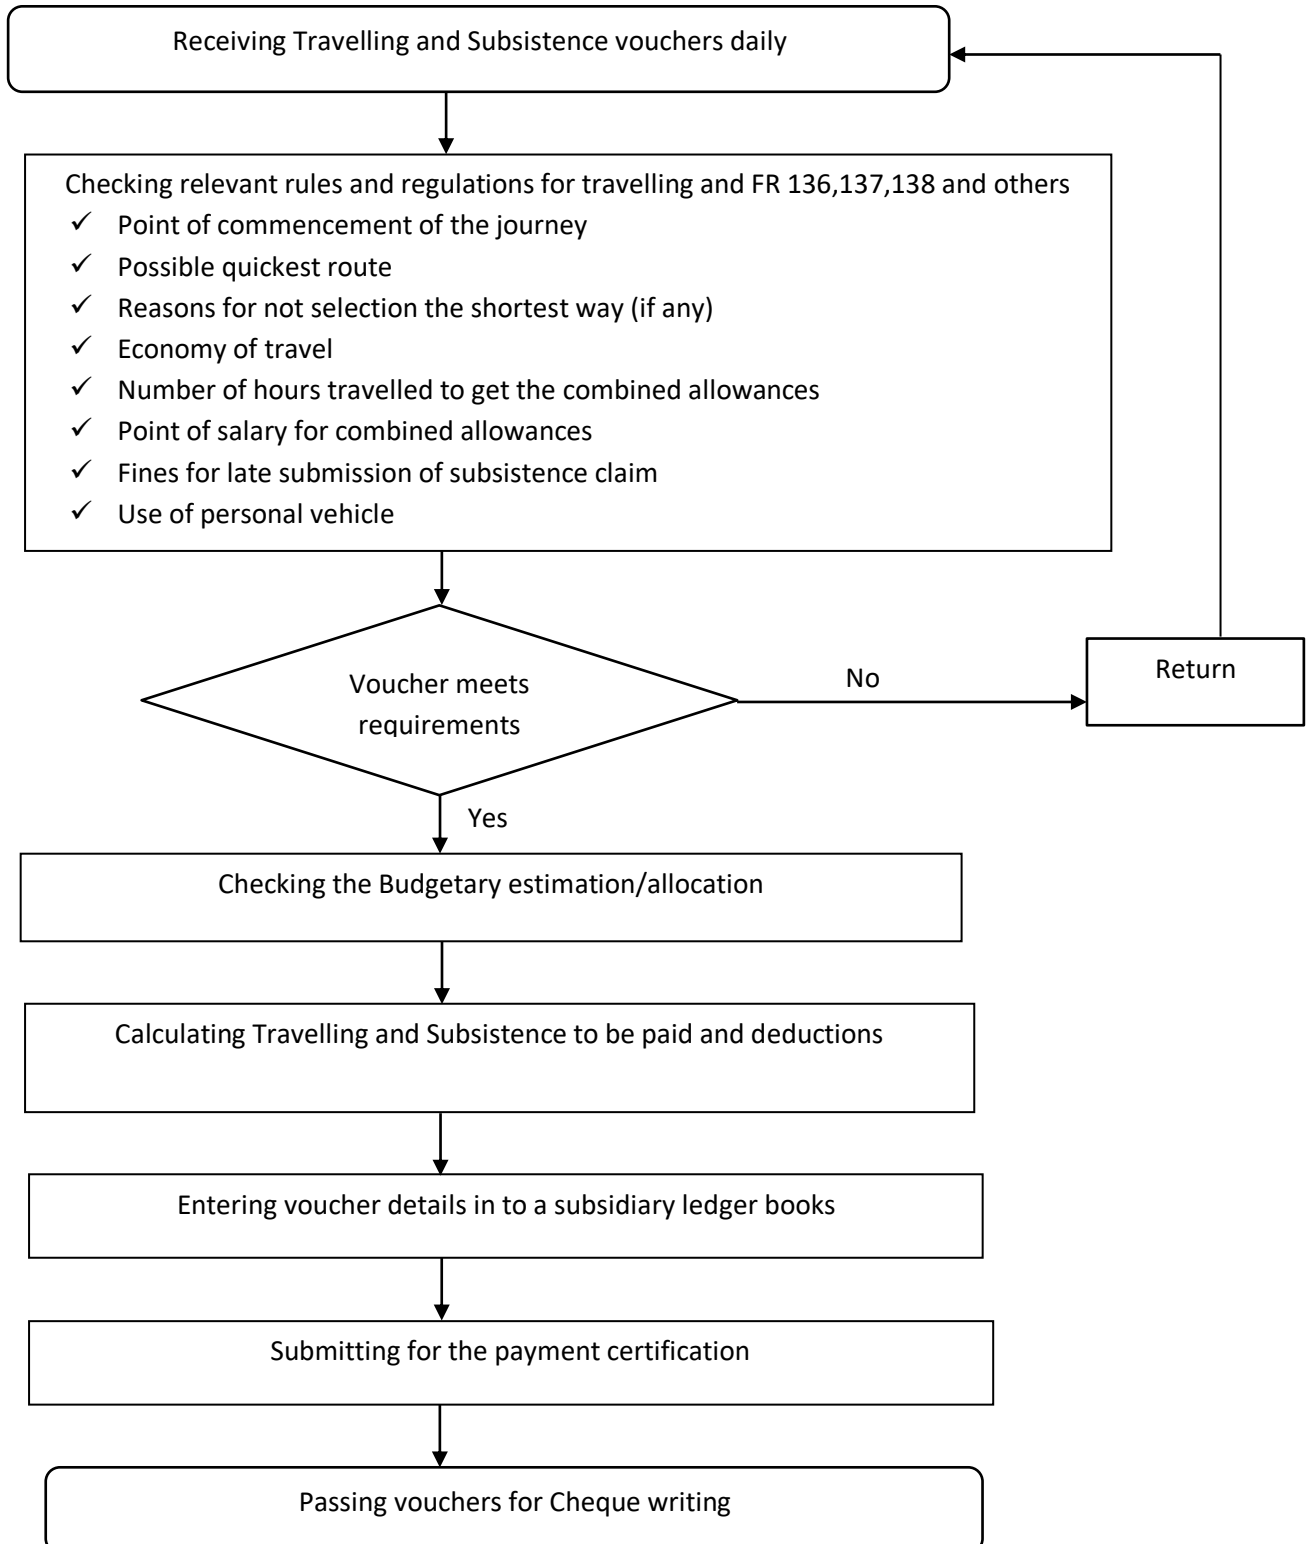 Receiving Travelling and Subsistence vouchers daily
Checking relevant rules and regulations for travelling and FR 136,137,138 and others
✓ Point of commencement of the journey
✓ Possible quickest route
✓ Reasons for not selection the shortest way (if any)
✓ Economy of travel
✓ Number of hours travelled to get the combined allowances
✓ Point of salary for combined allowances
✓ Fines for late submission of subsistence claim
✓ Use of personal vehicle
Voucher meets
requirements
No
Return
Yes
Checking the Budgetary estimation/allocation
Calculating Travelling and Subsistence to be paid and deductions
Entering voucher details in to a subsidiary ledger books
Submitting for the payment certification
Passing vouchers for Cheque writing